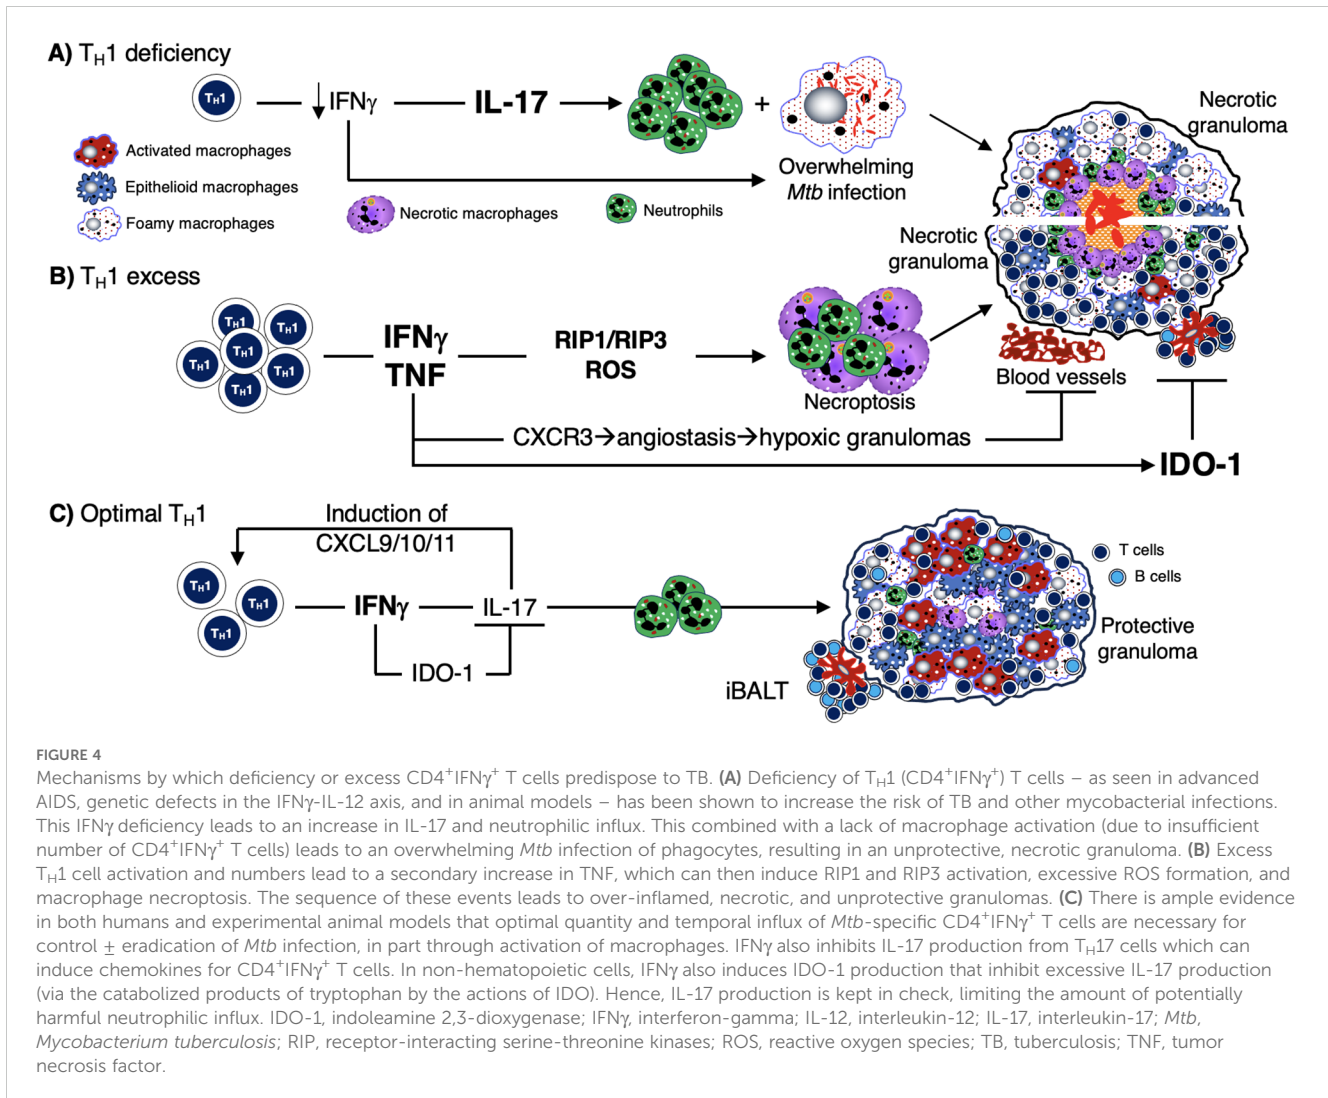 A) TH1 deficiency
TH1
↓ IFNγ
IL-17
+
Overwhelming
Mtb infection
Necrotic
granuloma
Activated macrophages
Epithelioid macrophages
Foamy macrophages
Necrotic macrophages
Neutrophils
Necrotic
granuloma
B) TH1 excess
TH1
TH1
TH1
TH1
TH1
TH1
IFNγ
TNF
RIP1/RIP3
ROS
Necroptosis
Blood vessels
CXCR3→angiostasis→hypoxic granulomas
IDO-1
C) Optimal TH1
Induction of
CXCL9/10/11
TH1
TH1
TH1
IFNγ
IL-17
IDO-1
T cells
B cells
Protective
granuloma
iBALT
FIGURE 4
Mechanisms by which deficiency or excess CD4+IFNγ+ T cells predispose to TB. (A) Deficiency of TH1 (CD4+IFNγ+) T cells – as seen in advanced
AIDS, genetic defects in the IFNγ-IL-12 axis, and in animal models – has been shown to increase the risk of TB and other mycobacterial infections.
This IFNγ deficiency leads to an increase in IL-17 and neutrophilic influx. This combined with a lack of macrophage activation (due to insufficient
number of CD4+IFNγ+ T cells) leads to an overwhelming Mtb infection of phagocytes, resulting in an unprotective, necrotic granuloma. (B) Excess
TH1 cell activation and numbers lead to a secondary increase in TNF, which can then induce RIP1 and RIP3 activation, excessive ROS formation, and
macrophage necroptosis. The sequence of these events leads to over-inflamed, necrotic, and unprotective granulomas. (C) There is ample evidence
in both humans and experimental animal models that optimal quantity and temporal influx of Mtb-specific CD4+IFNγ+ T cells are necessary for
control ± eradication of Mtb infection, in part through activation of macrophages. IFNγ also inhibits IL-17 production from TH17 cells which can
induce chemokines for CD4+IFNγ+ T cells. In non-hematopoietic cells, IFNγ also induces IDO-1 production that inhibit excessive IL-17 production
(via the catabolized products of tryptophan by the actions of IDO). Hence, IL-17 production is kept in check, limiting the amount of potentially
harmful neutrophilic influx. IDO-1, indoleamine 2,3-dioxygenase; IFNγ, interferon-gamma; IL-12, interleukin-12; IL-17, interleukin-17; Mtb,
Mycobacterium tuberculosis; RIP, receptor-interacting serine-threonine kinases; ROS, reactive oxygen species; TB, tuberculosis; TNF, tumor
necrosis factor.